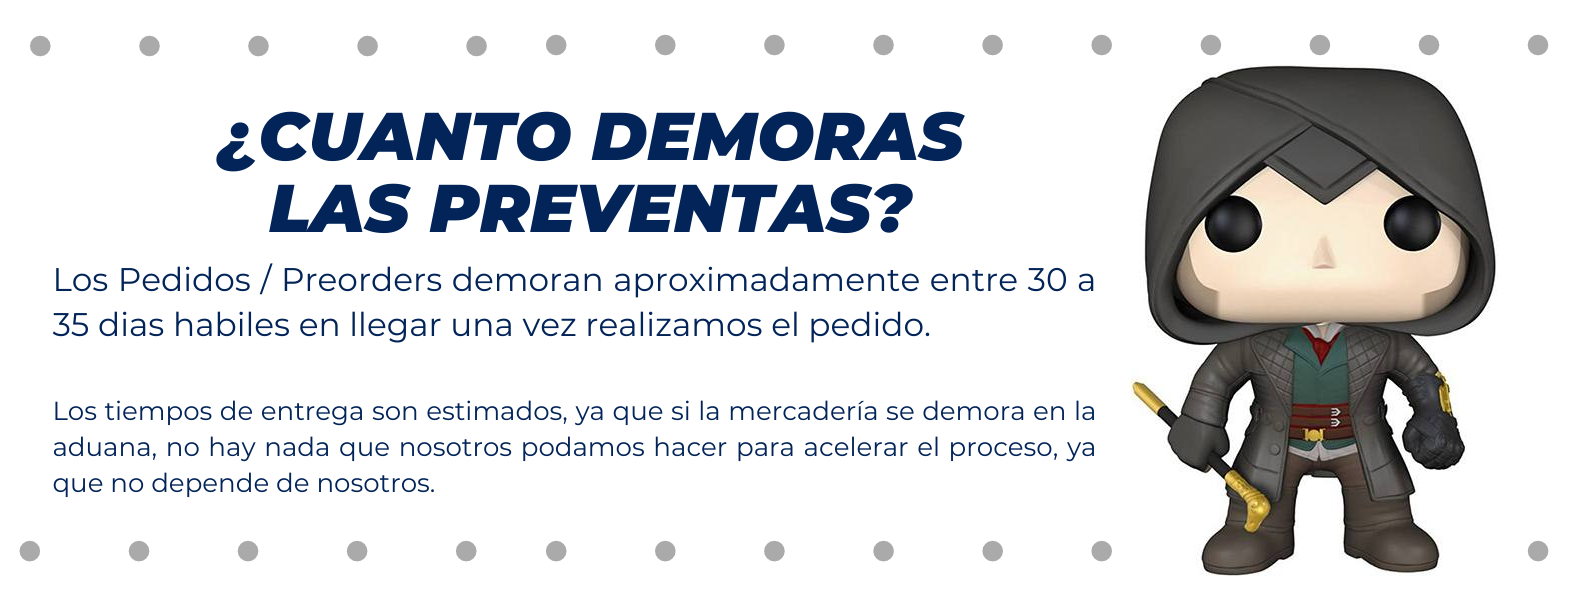 ¿CUANTO DEMORAS
LAS PREVENTAS?
Los Pedidos / Preorders demoran aproximadamente entre 30 a
35 dias habiles en llegar una vez realizamos el pedido.
Los tiempos de entrega son estimados, ya que si la mercadería se demora en la
aduana, no hay nada que nosotros podamos hacer para acelerar el proceso, ya
que no depende de nosotros.